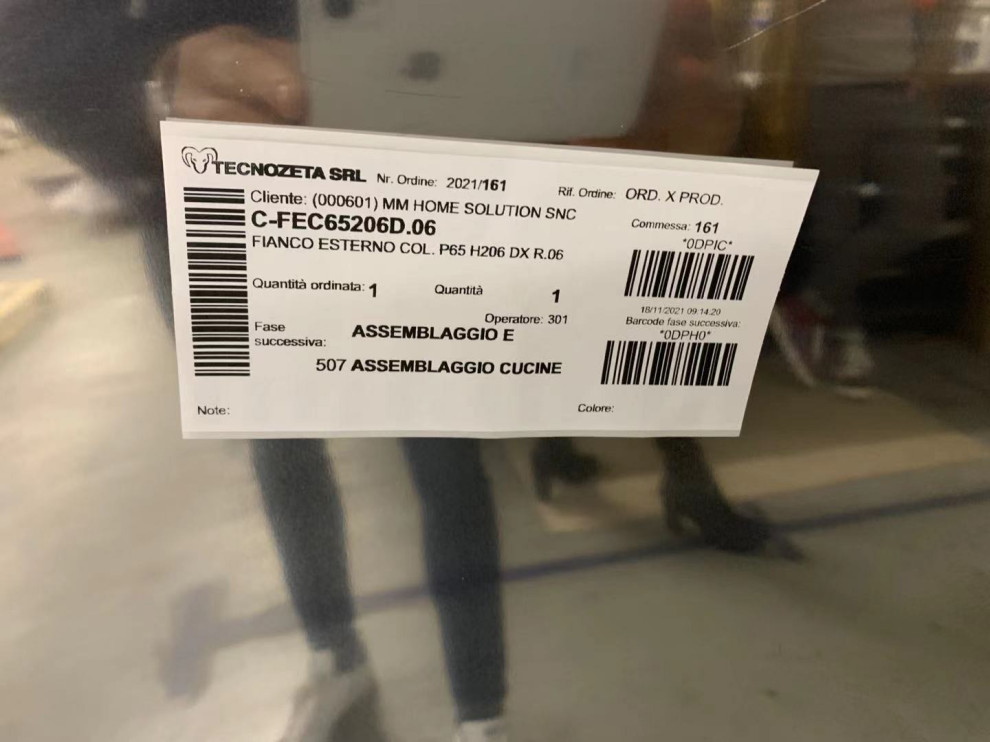 TECNOZETA SRL Nr. Ordine: 2021/161 Rif. Ordine: ORD. X PROD.
Cliente: (000601) MM HOME SOLUTION SNC
C-FEC65206D.06
FIANCO ESTERNO COL. P65 H206 DX R.06
Commessa: 161
*0DPIC*
Quantità ordinata: 1 Quantità 1
18/11/2021 09.14.20
Operatore: 301
Barcode fase successiva:
*0DPH0*
Fase successiva: ASSEMBLAGGIO E
507 ASSEMBLAGGIO CUCINE
Note: Colore: